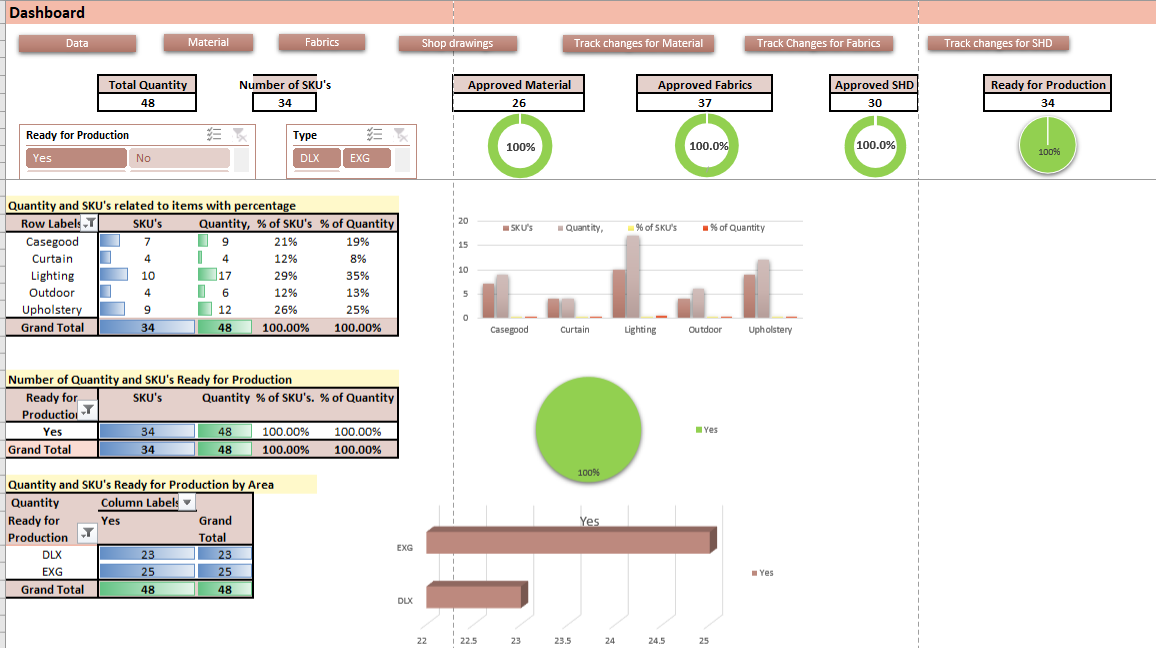 Dashboard
Data Material Fabrics Shop drawings Track changes for Material Track Changes for Fabrics Track changes for SHD
Total Quantity Number of SKU's Approved Material Approved Fabrics Approved SHD Ready for Production
48 34 26 37 30 34
Ready for Production Type
Yes No DLX EXG
100% 100.0% 100.0% 100%
Quantity and SKU's related to items with percentage
Row Labels SKU's Quantity, % of SKU's % of Quantity
Casegood 7 9 21% 19%
Curtain 4 4 12% 8%
Lighting 10 17 29% 35%
Outdoor 4 6 12% 13%
Upholstery 9 12 26% 25%
Grand Total 34 48 100.00% 100.00%
SKU's Quantity, % of SKU's % of Quantity
20
15
10
5
0
Casegood Curtain Lighting Outdoor Upholstery
Number of Quantity and SKU's Ready for Production
Ready for SKU's Quantity % of SKU's. % of Quantity
Production
Yes 34 48 100.00% 100.00%
Grand Total 34 48 100.00% 100.00%
Yes
100%
Quantity and SKU's Ready for Production by Area
Quantity Column Labels
Ready for Yes Grand
Production Total
DLX 23 23
EXG 25 25
Grand Total 48 48
Yes
EXG
Yes
DLX
22 22.5 23 23.5 24 24.5 25